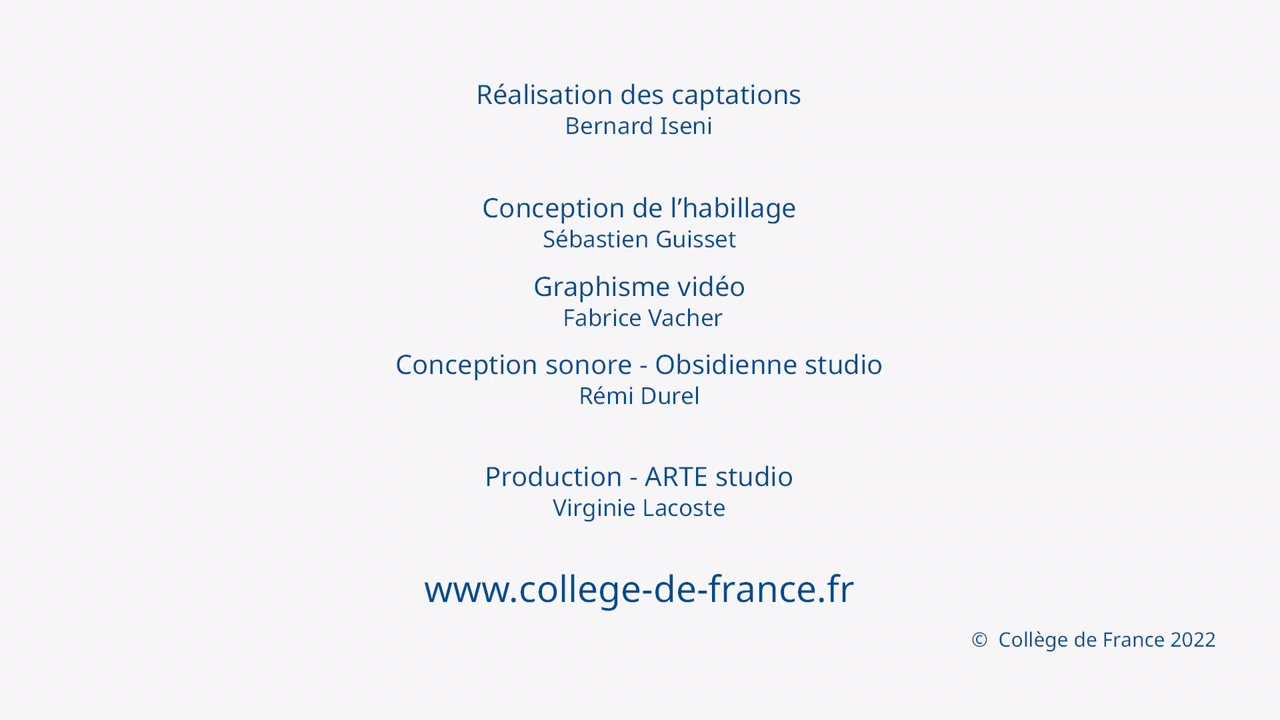 Réalisation des captations
Bernard Iseni
Conception de l’habillage
Sébastien Guisset
Graphisme vidéo
Fabrice Vacher
Conception sonore - Obsidienne studio
Rémi Durel
Production - ARTE studio
Virginie Lacoste
www.college-de-france.fr
© Collège de France 2022